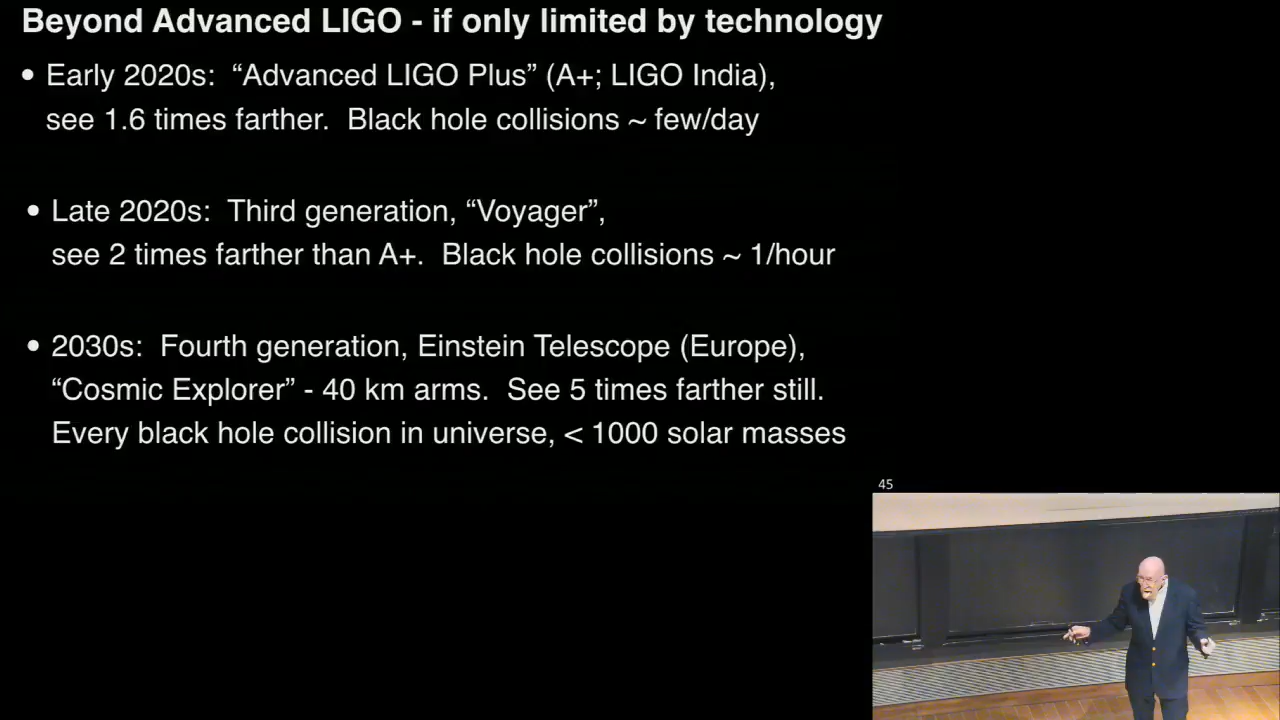 Beyond Advanced LIGO - if only limited by technology
• Early 2020s: “Advanced LIGO Plus” (A+; LIGO India),
see 1.6 times farther. Black hole collisions ~ few/day
• Late 2020s: Third generation, “Voyager”,
see 2 times farther than A+. Black hole collisions ~ 1/hour
• 2030s: Fourth generation, Einstein Telescope (Europe),
“Cosmic Explorer” - 40 km arms. See 5 times farther still.
Every black hole collision in universe, < 1000 solar masses
45